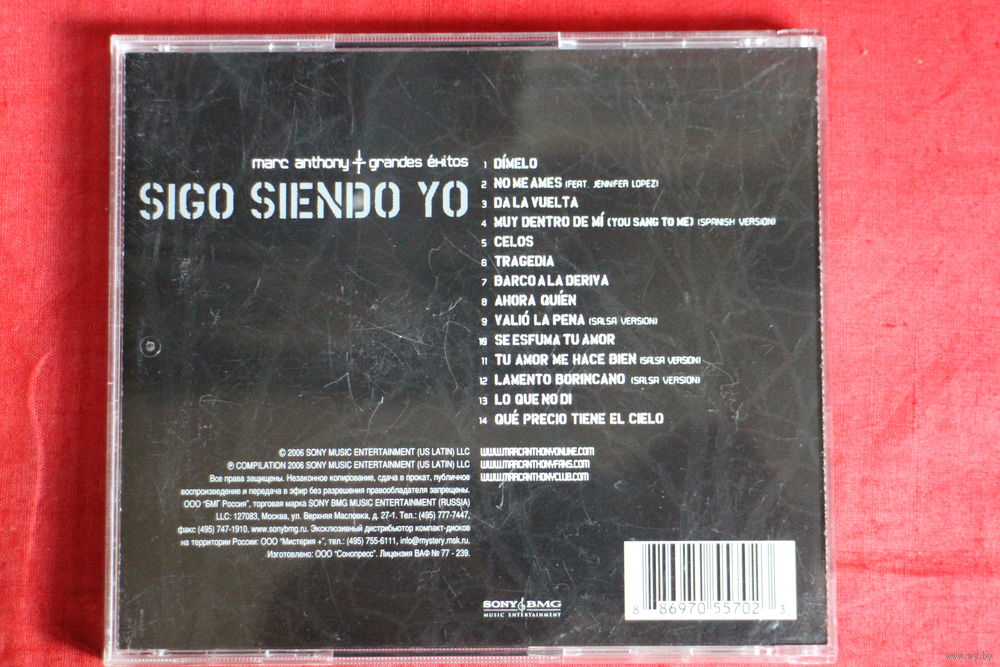 marc anthony + grandes éxitos
SIGO SIENDO YO
1 DÍMELO
2 NO ME AMES (FEAT. JENNIFER LOPEZ)
3 DA LA VUELTA
4 MUY DENTRO DE MÍ (YOU SANG TO ME) (SPANISH VERSION)
5 CELOS
6 TRAGEDIA
7 BARCO A LA DERIVA
8 AHORA QUÍEN
9 VALIÓ LA PENA (SALSA VERSION)
10 SE ESFUMA TU AMOR
11 TU AMOR ME HACE BIEN (SALSA VERSION)
12 LAMENTO BORINCANO (SALSA VERSION)
13 LO QUE NO DI
14 QUÉ PRECIO TIENE EL CIELO
© 2006 SONY MUSIC ENTERTAINMENT (US LATIN) LLC
℗ COMPILATION 2006 SONY MUSIC ENTERTAINMENT (US LATIN) LLC
Все права защищены. Незаконное копирование, сдача в прокат, публичное
воспроизведение и передача в эфир без разрешения правообладателя запрещены.
ООО "БМГ Россия", торговая марка SONY BMG MUSIC ENTERTAINMENT (RUSSIA)
LLC: 127083, Москва, ул. Верхняя Масловка, д. 27-1. Тел.: (495) 777-7447,
факс (495) 747-1910, www.sonybmg.ru. Эксклюзивный дистрибьютор компакт-дисков
на территории России: ООО "Мистерия +", тел.: (495) 755-6111, info@mystery.msk.ru.
Изготовлено: ООО "Сонопресс". Лицензия ВАФ № 77 - 239.
WWW.MARCANTHONYONLINE.COM
WWW.MARCANTHONYFANS.COM
WWW.MARCANTHONYCLUB.COM
SONY BMG
MUSIC ENTERTAINMENT
8 86970 55702 3
www.ay.by